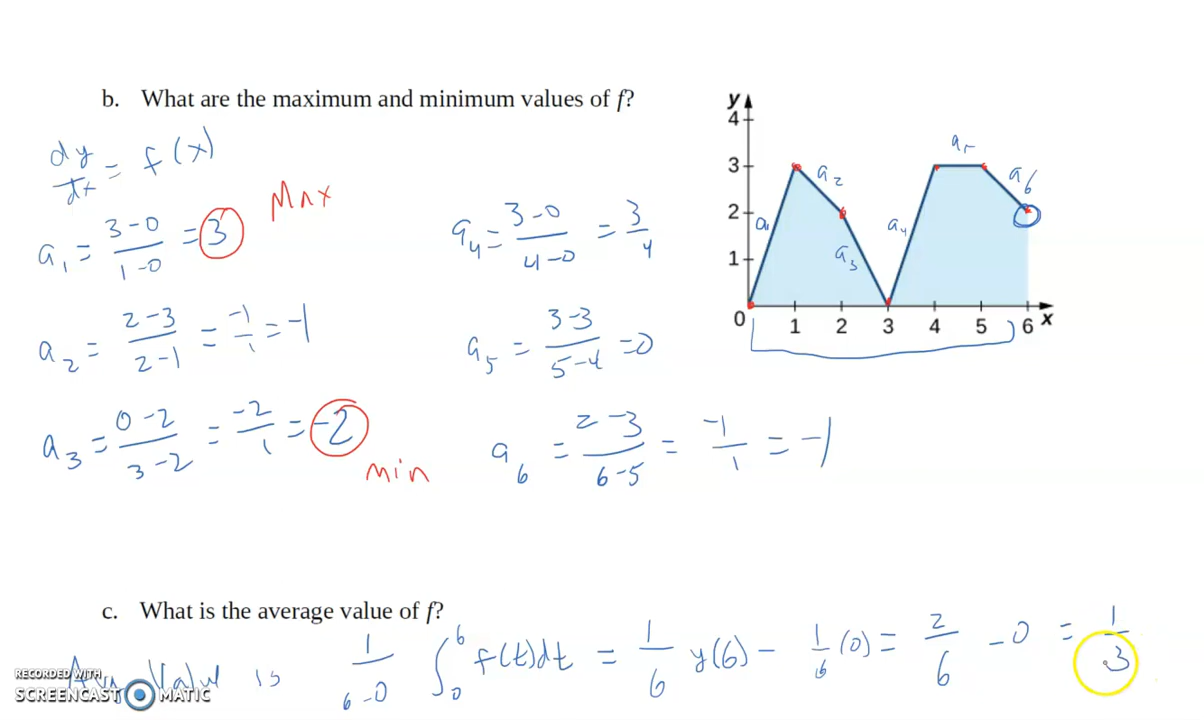 b. What are the maximum and minimum values of f?
dy/dx = f(x)
a₁ = (3-0)/(1-0) = 3 Max
a₂ = (2-3)/(2-1) = -1/1 = -1
a₃ = (0-2)/(3-2) = -2/1 = -2
min
a₄ = (3-0)/(4-0) = 3/4
a₅ = (3-3)/(5-4) = 0
a₆ = (2-3)/(6-5) = -1/1 = -1
y
4
3
2
1
0 1 2 3 4 5 6 x
a₁ a₂ a₃ a₄ a₅ a₆
c. What is the average value of f?
Avg Value is 1/(6-0) ∫₀⁶ f(t)dt = 1/6 y(6) - 1/6 (0) = 2/6 - 0 = 1/3
RECORDED WITH
SCREENCAST MATIC